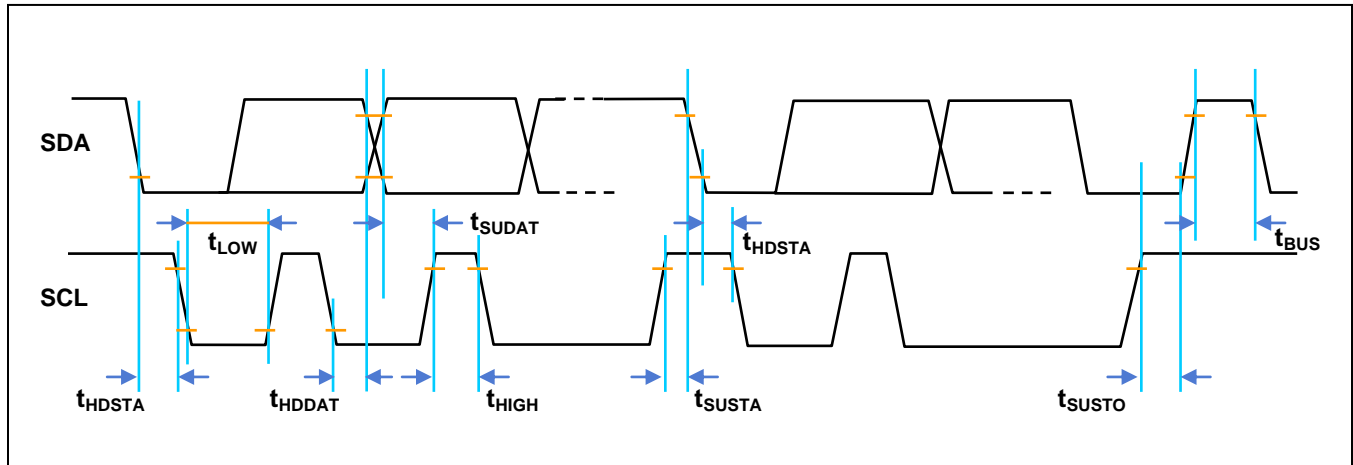 SDA
tSUDAT
tLOW
tHDSTA
tBUS
SCL
tHDSTA
tHDDAT
tHIGH
tSUSTA
tSUSTO